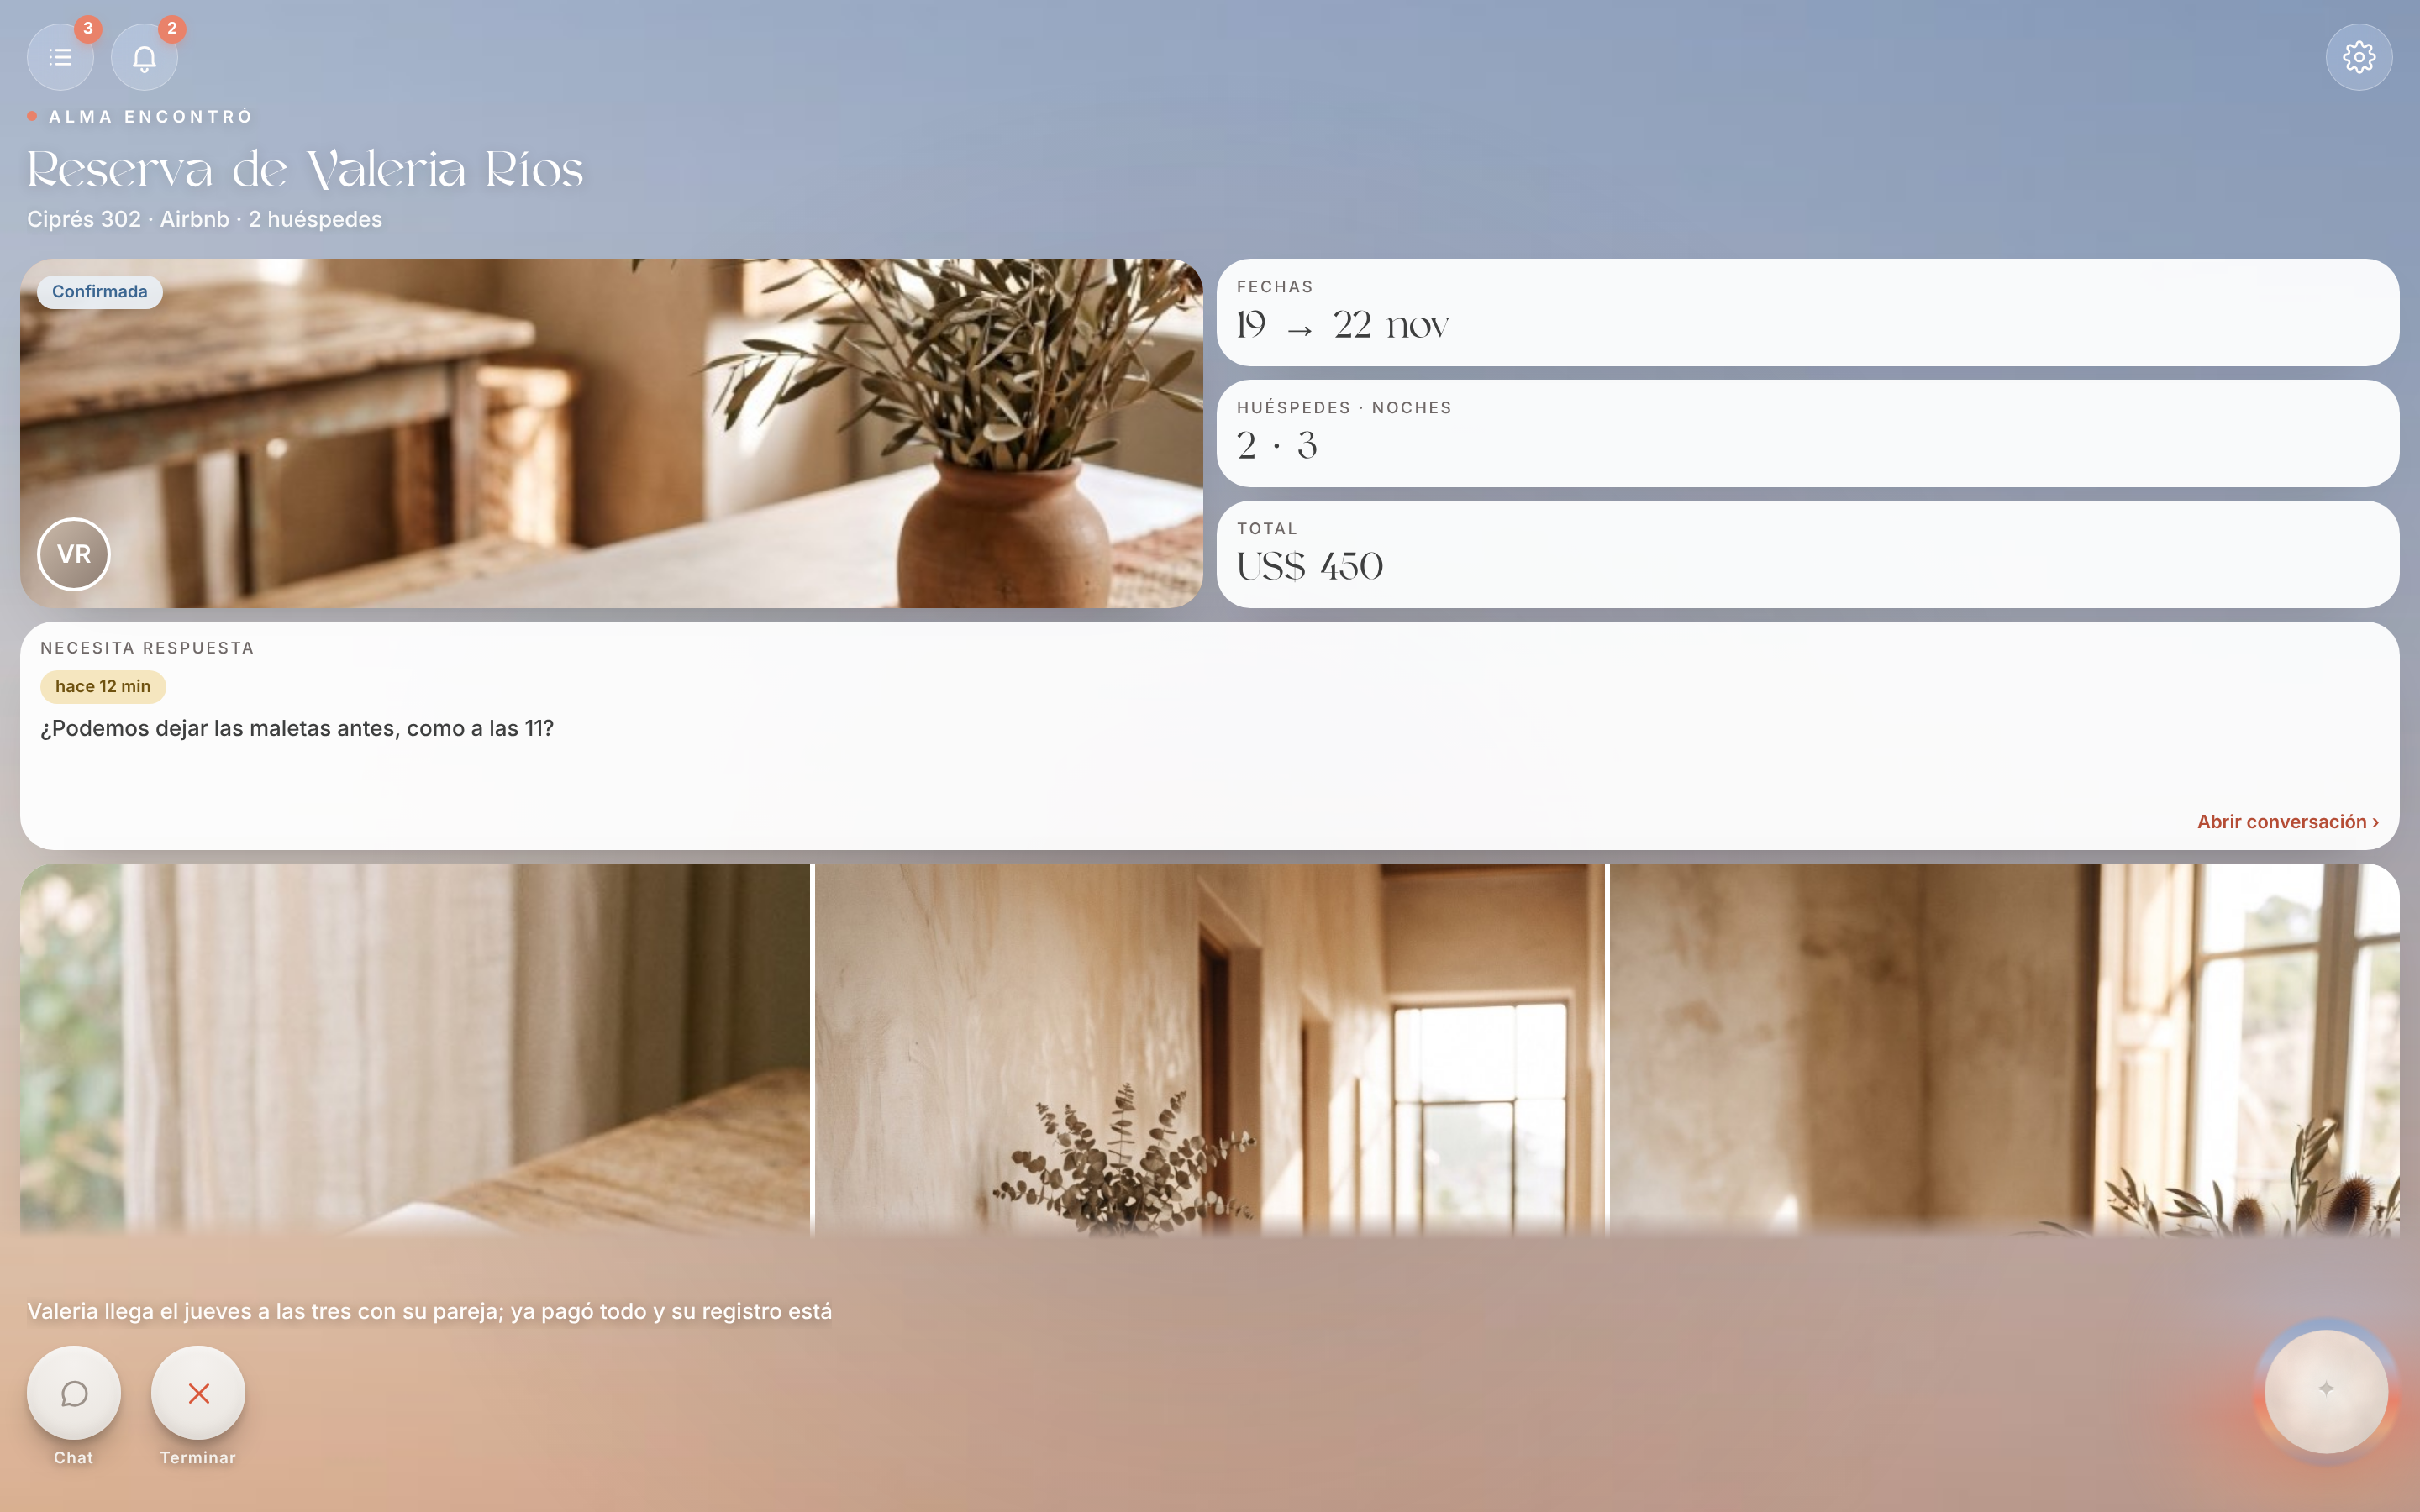 3
2
ALMA ENCONTRÓ
Reserva de Valeria Ríos
Ciprés 302 · Airbnb · 2 huéspedes
Confirmada
VR
FECHAS
19 → 22 nov
HUÉSPEDES · NOCHES
2 · 3
TOTAL
US$ 450
NECESITA RESPUESTA
hace 12 min
¿Podemos dejar las maletas antes, como a las 11?
Abrir conversación ›
Valeria llega el jueves a las tres con su pareja; ya pagó todo y su registro está
Chat
Terminar